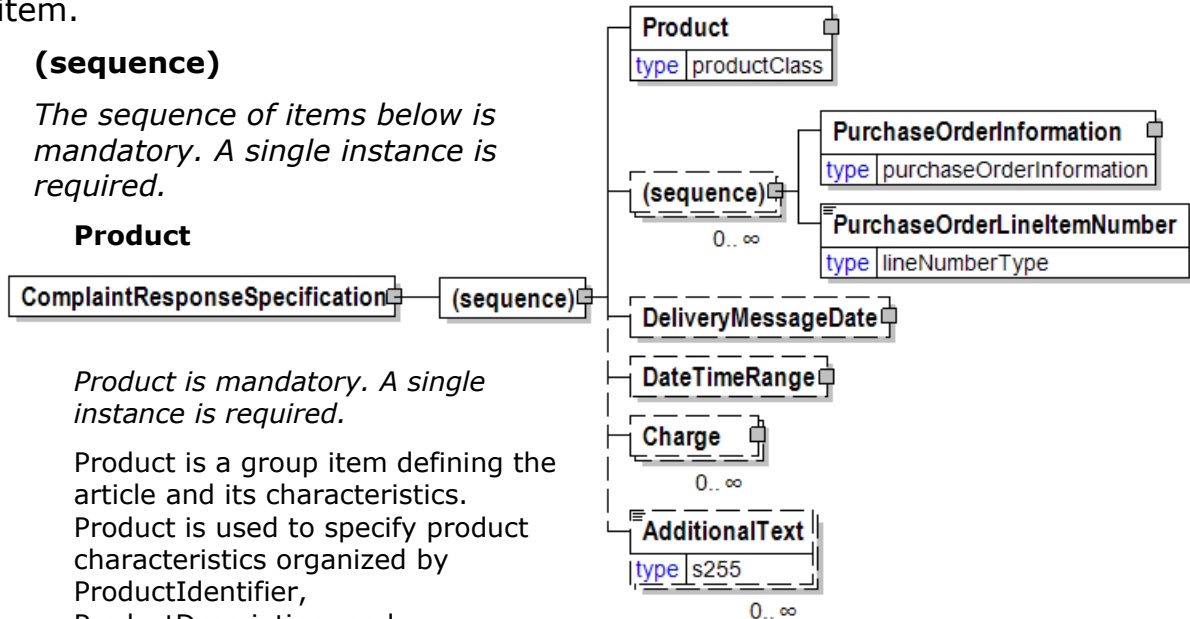 item.
(sequence)
The sequence of items below is
mandatory. A single instance is
required.
Product
Product is mandatory. A single
instance is required.
Product is a group item defining the
article and its characteristics.
Product is used to specify product
characteristics organized by
ProductIdentifier,
ComplaintResponseSpecification
(sequence)
Product
type productClass
(sequence)
0.. ∞
PurchaseOrderInformation
type purchaseOrderInformation
PurchaseOrderLineItemNumber
type lineNumberType
DeliveryMessageDate
DateTimeRange
Charge
0.. ∞
AdditionalText
type s255
0.. ∞